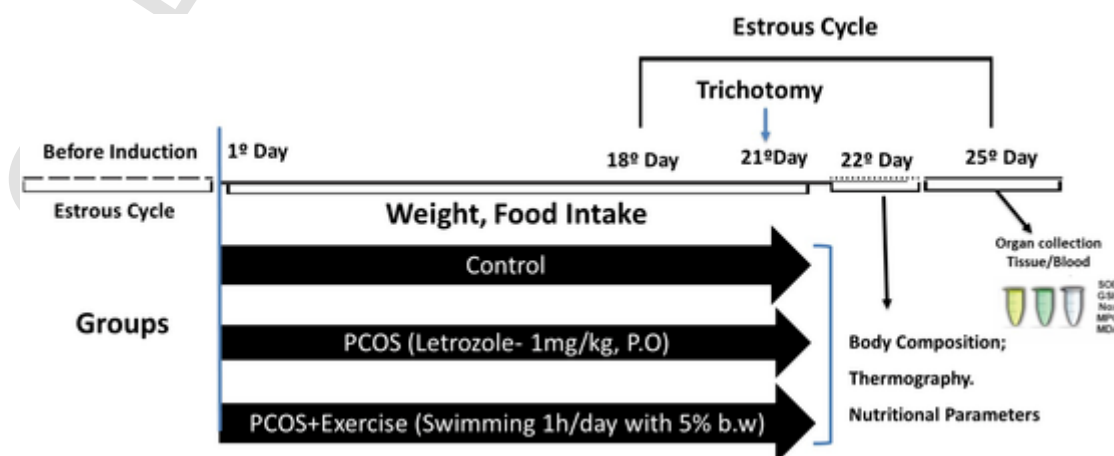 Estrous Cycle
Trichotomy
Before Induction
1º Day
18º Day
21ºDay
22º Day
25º Day
Estrous Cycle
Weight, Food Intake
Organ collection
Tissue/Blood
Control
Groups
PCOS (Letrozole- 1mg/kg, P.O)
PCOS+Exercise (Swimming 1h/day with 5% b.w)
Body Composition;
Thermography.
Nutritional Parameters